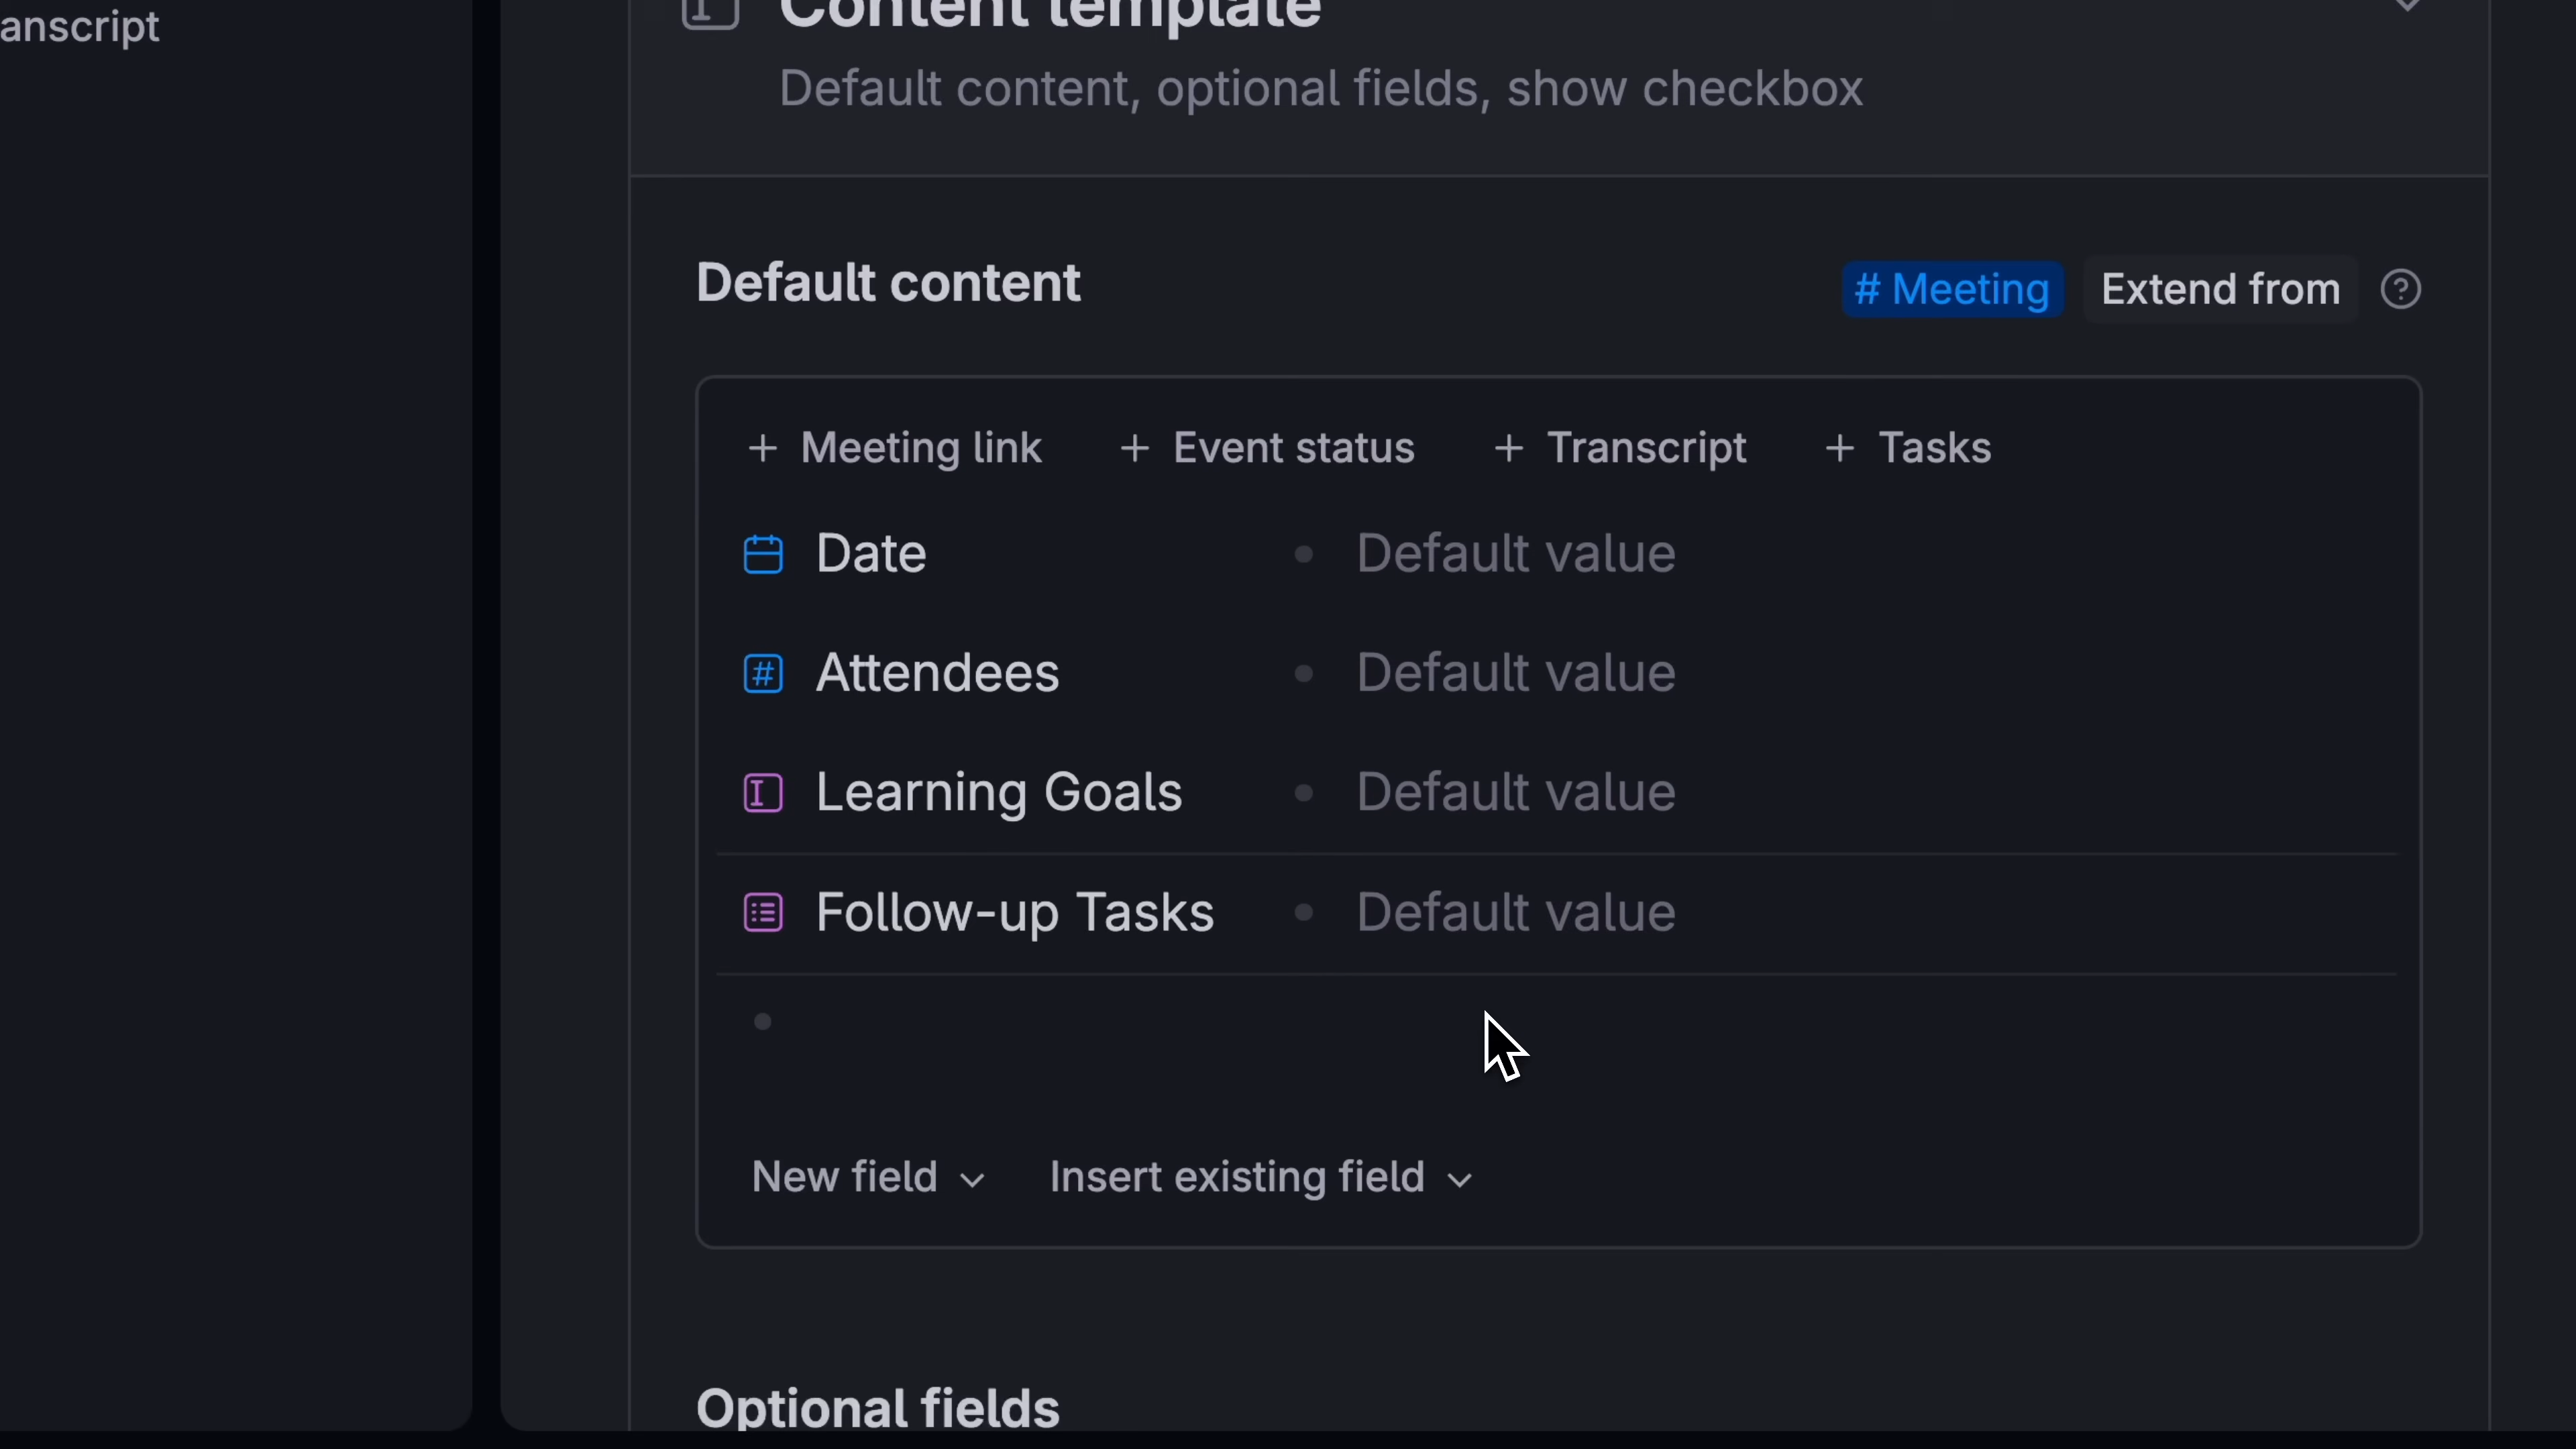 anscript
Content template
Default content, optional fields, show checkbox
Default content
# Meeting Extend from ?
+ Meeting link + Event status + Transcript + Tasks
Date Default value
# Attendees Default value
Learning Goals Default value
Follow-up Tasks Default value
New field Insert existing field
Optional fields